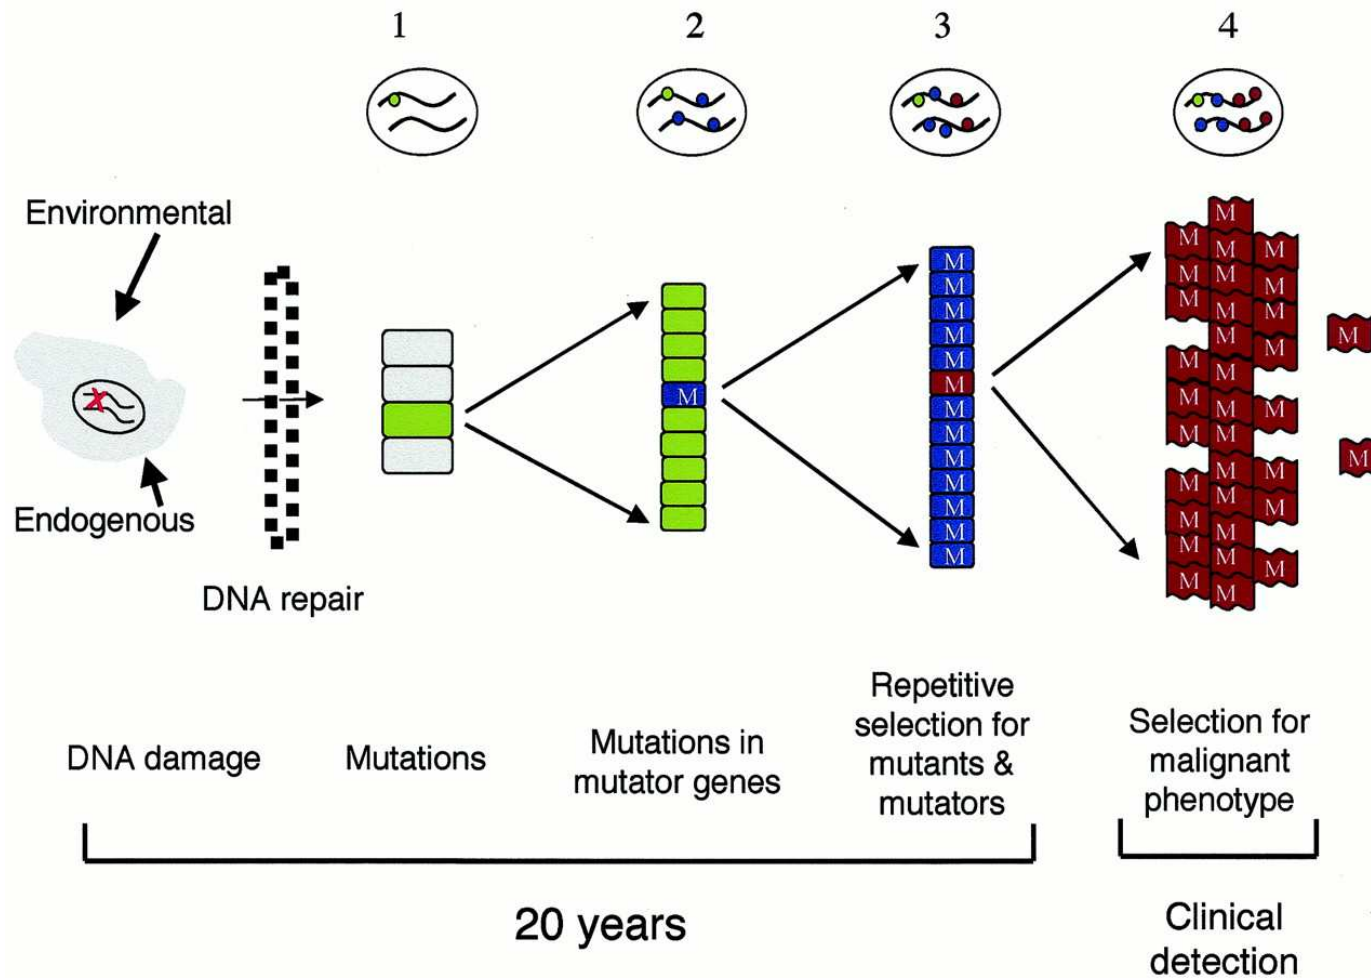 1
2
3
4
Environmental
Endogenous
DNA repair
M
M
M
M
M
M
M
M
M
M
M
M
M
M
M M M M M M M M M M
M M M M M M M M M M M M
M M M M M M M M
M
M
DNA damage
Mutations
Mutations in
mutator genes
Repetitive
selection for
mutants &
mutators
Selection for
malignant
phenotype
20 years
Clinical
detection